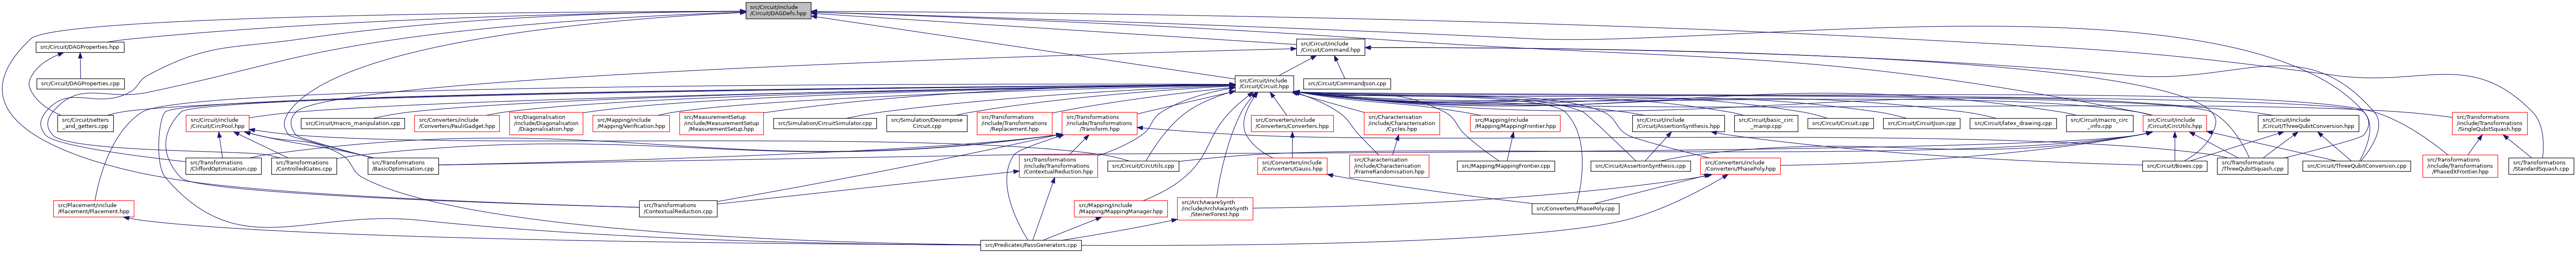 src/Circuit/include
/Circuit/DAGDefs.hpp
src/Circuit/DAGProperties.hpp
src/Circuit/include
/Circuit/Command.hpp
src/Circuit/DAGProperties.cpp
src/Circuit/include
/Circuit/Circuit.hpp
src/Circuit/CommandJson.cpp
src/Circuit/setters
_and_getters.cpp
src/Circuit/include
/Circuit/CircPool.hpp
src/Circuit/macro_manipulation.cpp
src/Converters/include
/Converters/PauliGadget.hpp
src/Diagonalisation
/include/Diagonalisation
/Diagonalisation.hpp
src/Mapping/include
/Mapping/Verification.hpp
src/MeasurementSetup
/include/MeasurementSetup
/MeasurementSetup.hpp
src/Simulation/CircuitSimulator.cpp
src/Simulation/Decompose
Circuit.cpp
src/Transformations
/include/Transformations
/Replacement.hpp
src/Transformations
/include/Transformations
/Transform.hpp
src/Converters/include
/Converters/Converters.hpp
src/Characterisation
/include/Characterisation
/Cycles.hpp
src/Mapping/include
/Mapping/MappingFrontier.hpp
src/Circuit/include
/Circuit/AssertionSynthesis.hpp
src/Circuit/basic_circ
_manip.cpp
src/Circuit/Circuit.cpp
src/Circuit/CircuitJson.cpp
src/Circuit/latex_drawing.cpp
src/Circuit/macro_circ
_info.cpp
src/Circuit/include
/Circuit/CircUtils.hpp
src/Circuit/include
/Circuit/ThreeQubitConversion.hpp
src/Transformations
/include/Transformations
/SingleQubitSquash.hpp
src/Transformations
/CliffordOptimisation.cpp
src/Transformations
/ControlledGates.cpp
src/Transformations
/BasicOptimisation.cpp
src/Transformations
/include/Transformations
/ContextualReduction.hpp
src/Circuit/CircUtils.cpp
src/Converters/include
/Converters/Gauss.hpp
src/Characterisation
/include/Characterisation
/FrameRandomisation.hpp
src/Mapping/MappingFrontier.cpp
src/Circuit/AssertionSynthesis.cpp
src/Converters/include
/Converters/PhasePoly.hpp
src/Circuit/Boxes.cpp
src/Transformations
/ThreeQubitSquash.cpp
src/Circuit/ThreeQubitConversion.cpp
src/Transformations
/include/Transformations
/PhasedXFrontier.hpp
src/Transformations
/StandardSquash.cpp
src/Placement/include
/Placement/Placement.hpp
src/Transformations
/ContextualReduction.cpp
src/Mapping/include
/Mapping/MappingManager.hpp
src/ArchAwareSynth
/include/ArchAwareSynth
/SteinerForest.hpp
src/Converters/PhasePoly.cpp
src/Predicates/PassGenerators.cpp